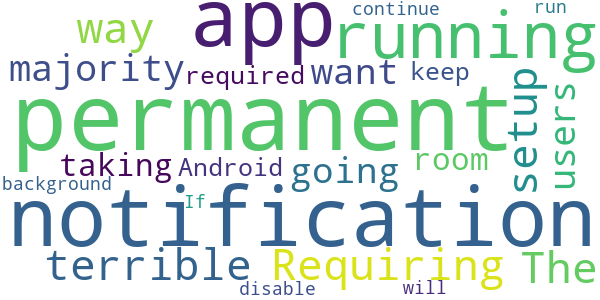 continue run
way app running
majority required want keep
permanent setup users
taking Android going room
background If
notification
terrible Requiring The
disable will